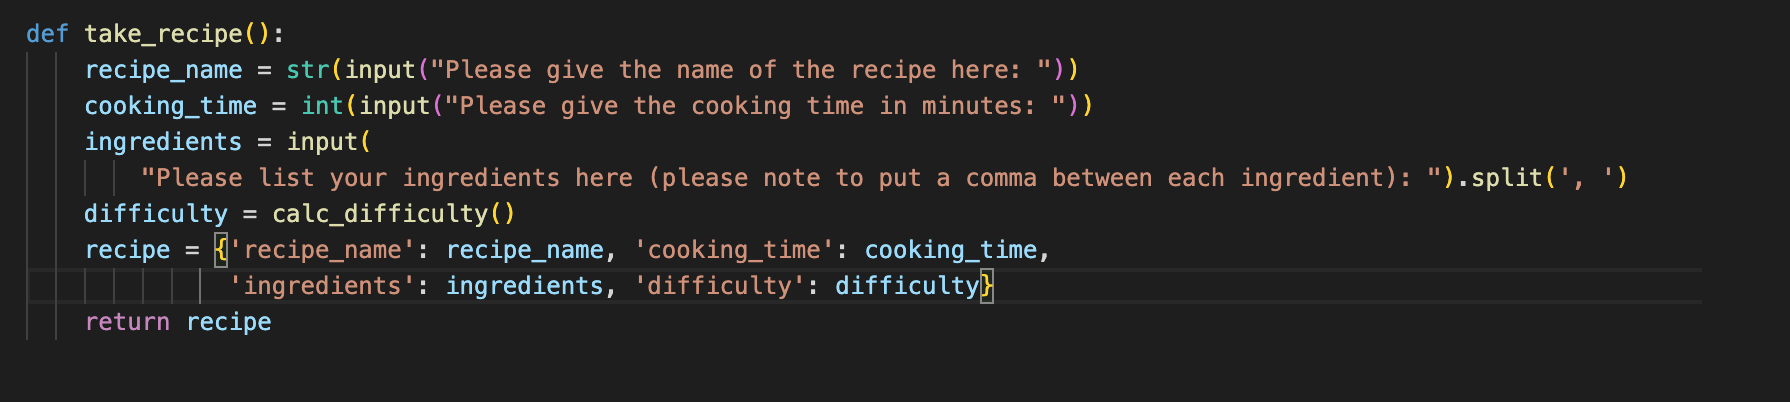 def take_recipe():
    recipe_name = str(input("Please give the name of the recipe here: "))
    cooking_time = int(input("Please give the cooking time in minutes: "))
    ingredients = input(
        "Please list your ingredients here (please note to put a comma between each ingredient): ").split(', ')
    difficulty = calc_difficulty()
    recipe = {'recipe_name': recipe_name, 'cooking_time': cooking_time,
              'ingredients': ingredients, 'difficulty': difficulty}
    return recipe